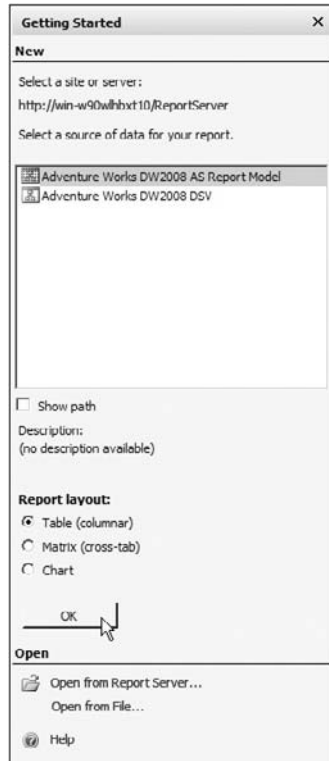 Getting Started
New
Select a site or server:
http://win-w90wlhbxt10/ReportServer
Select a source of data for your report.
Adventure Works DW2008 AS Report Model
Adventure Works DW2008 DSV
Show path
Description:
(no description available)
Report layout:
Table (columnar)
Matrix (cross-tab)
Chart
OK
Open
Open from Report Server...
Open from File...
Help